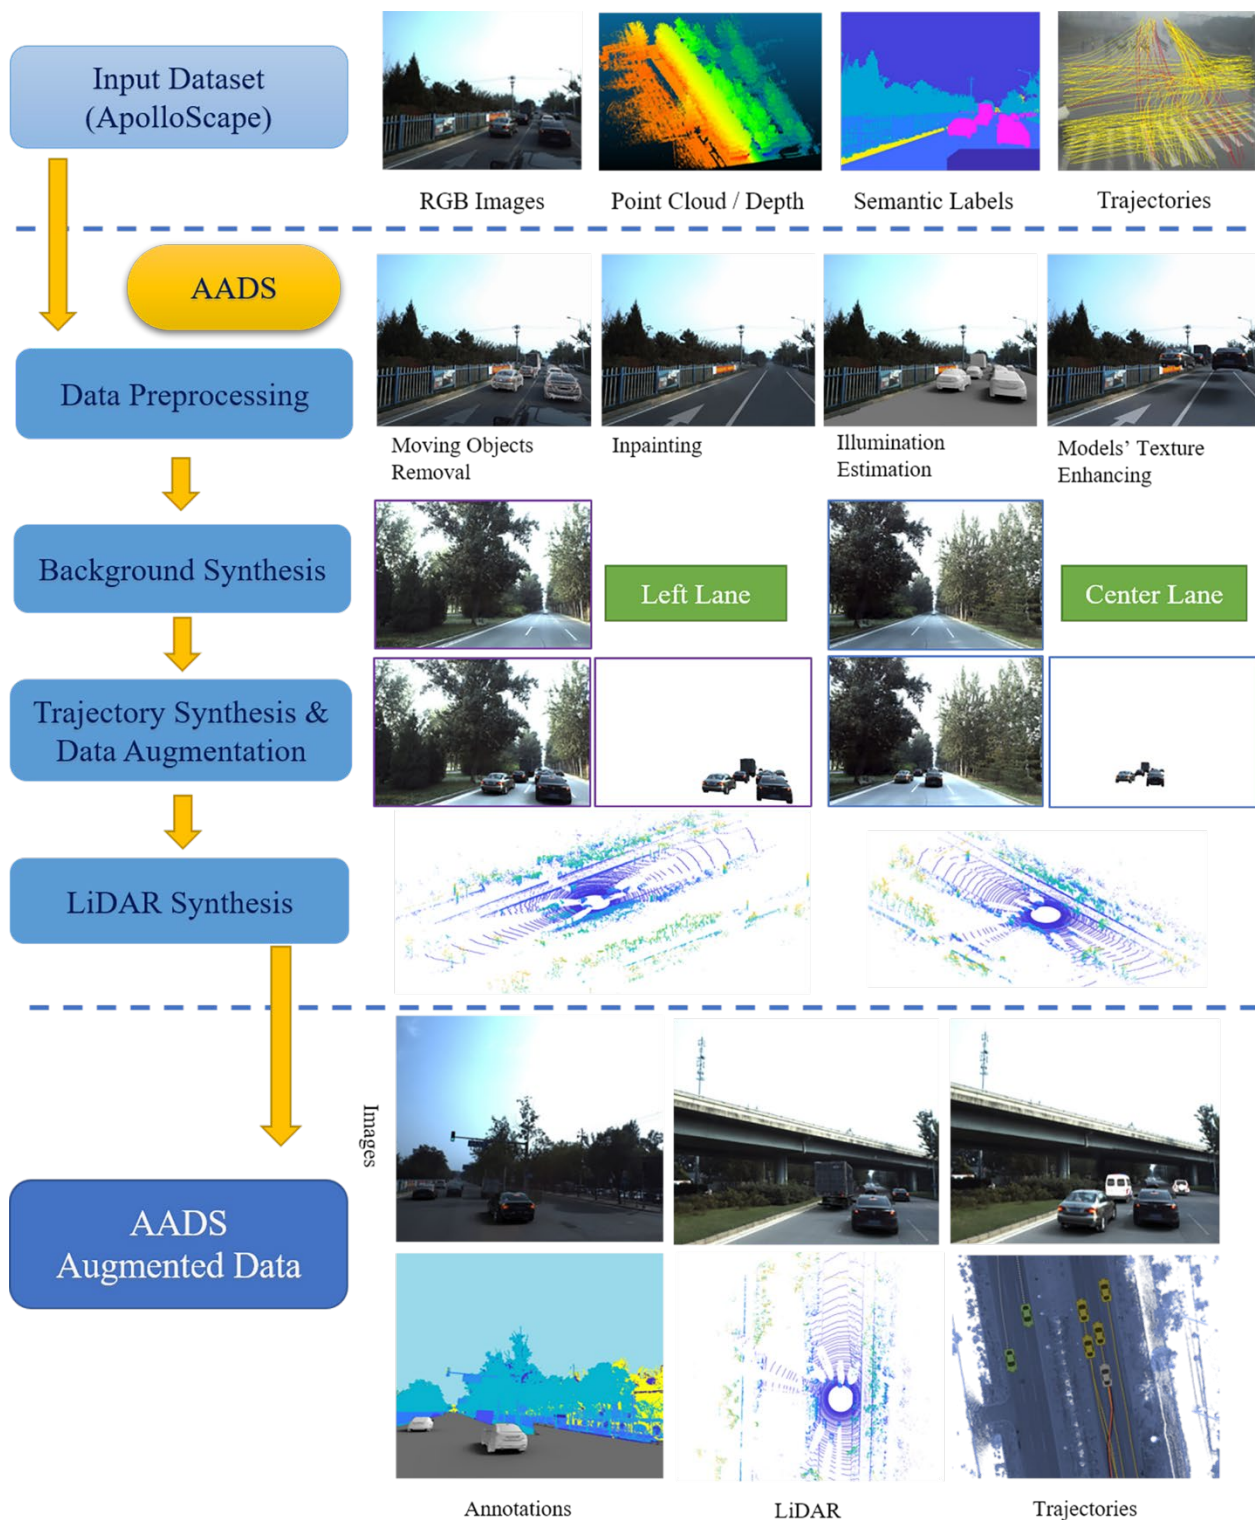 Input Dataset
(ApolloScape)
RGB Images
Point Cloud / Depth
Semantic Labels
Trajectories
AADS
Data Preprocessing
Moving Objects
Removal
Inpainting
Illumination
Estimation
Models’ Texture
Enhancing
Background Synthesis
Left Lane
Center Lane
Trajectory Synthesis &
Data Augmentation
LiDAR Synthesis
Images
AADS
Augmented Data
Annotations
LiDAR
Trajectories